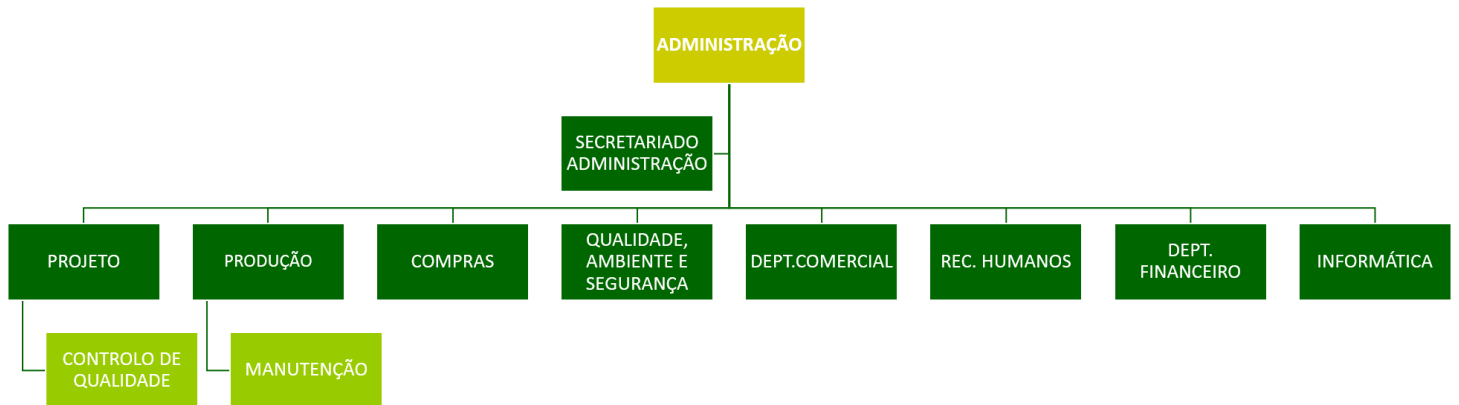 ADMINISTRAÇÃO
SECRETARIADO
ADMINISTRAÇÃO
PROJETO
PRODUÇÃO
COMPRAS
QUALIDADE,
AMBIENTE E
SEGURANÇA
DEPT.COMERCIAL
REC. HUMANOS
DEPT.
FINANCEIRO
INFORMÁTICA
CONTROLO DE
QUALIDADE
MANUTENÇÃO